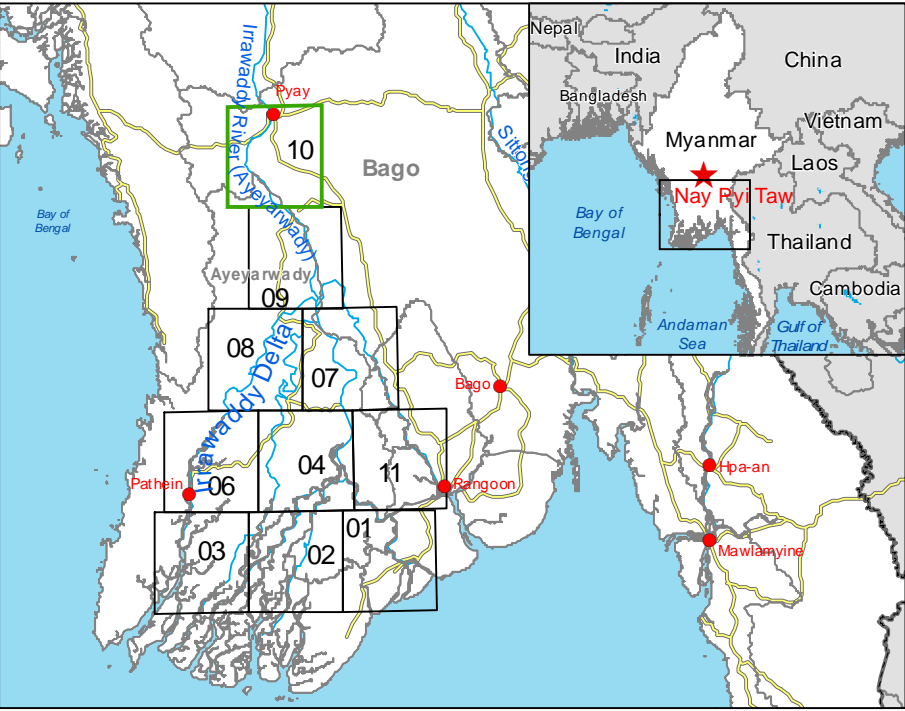 Irrawaddy River (Ayeyarwady)
Pyay
10
Bago
Sitton
Bay of
Bengal
Ayeyarwady
09
08
07
Irrawaddy Delta
Bago
04
11
06
Pathein
Rangoon
Hpa-an
01
03
02
Mawlamyine
Nepal
India
China
Bangladesh
Vietnam
Myanmar
Laos
Nay Pyi Taw
Bay of
Bengal
Thailand
Cambodia
Andaman
Sea
Gulf of
Thailand